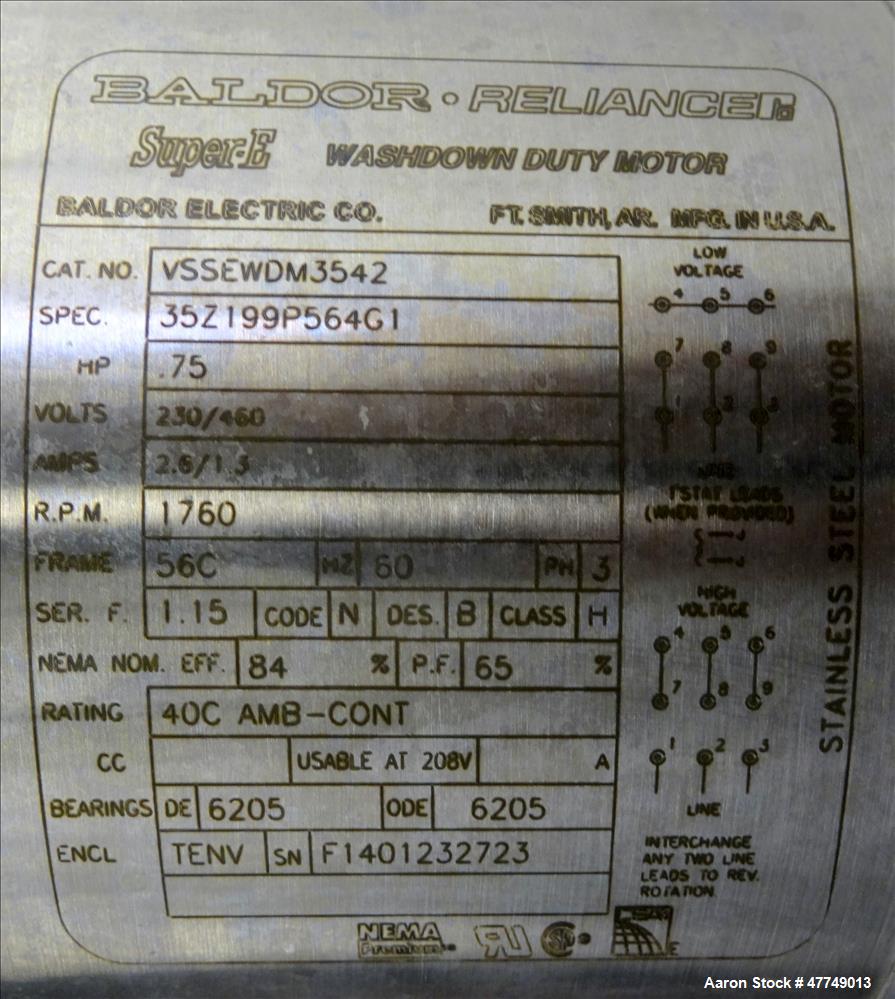 BALDOR • RELIANCER
Super-E WASHDOWN DUTY MOTOR
BALDOR ELECTRIC CO. FT. SMITH, AR. MFG. IN U.S.A.
CAT. NO. VSSEWDM3542
SPEC. 35Z199P564G1
HP .75
VOLTS 230/460
AMPS 2.6/1.3
R.P.M. 1760
FRAME 56C HZ 60 PH 3
SER. F. 1.15 CODE N DES. B CLASS H
NEMA NOM. EFF. 84 % P.F. 65 %
RATING 40C AMB-CONT
CC USABLE AT 208V A
BEARINGS DE 6205 ODE 6205
ENCL TENV SN F1401232723
LOW
VOLTAGE
4 5 6
7 8 9
1 2 3
LINE
T'STAT LEADS
(WHEN PROVIDED)
J
J
HIGH
VOLTAGE
4 5 6
7 8 9
1 2 3
LINE
INTERCHANGE
ANY TWO LINE
LEADS TO REV.
ROTATION.
STAINLESS STEEL MOTOR
NEMA
Premium
Aaron Stock # 47749013